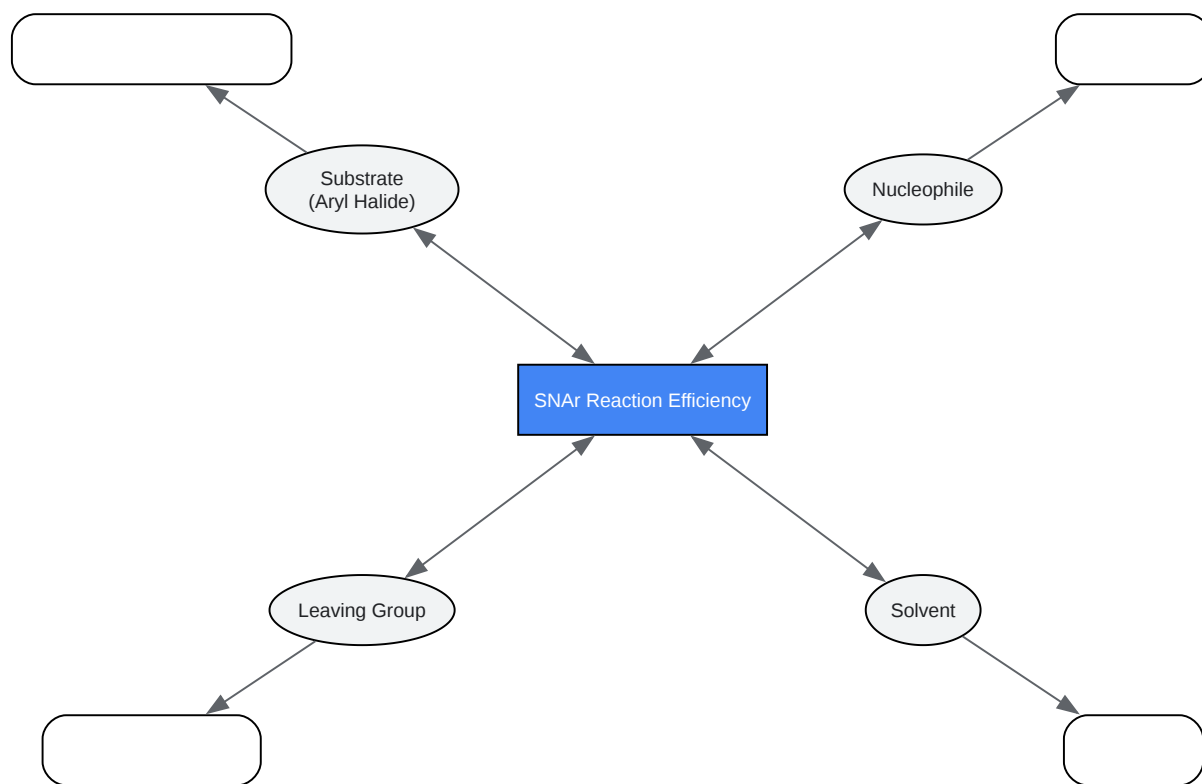 Substrate
(Aryl Halide)
Nucleophile
SNAr Reaction Efficiency
Leaving Group
Solvent